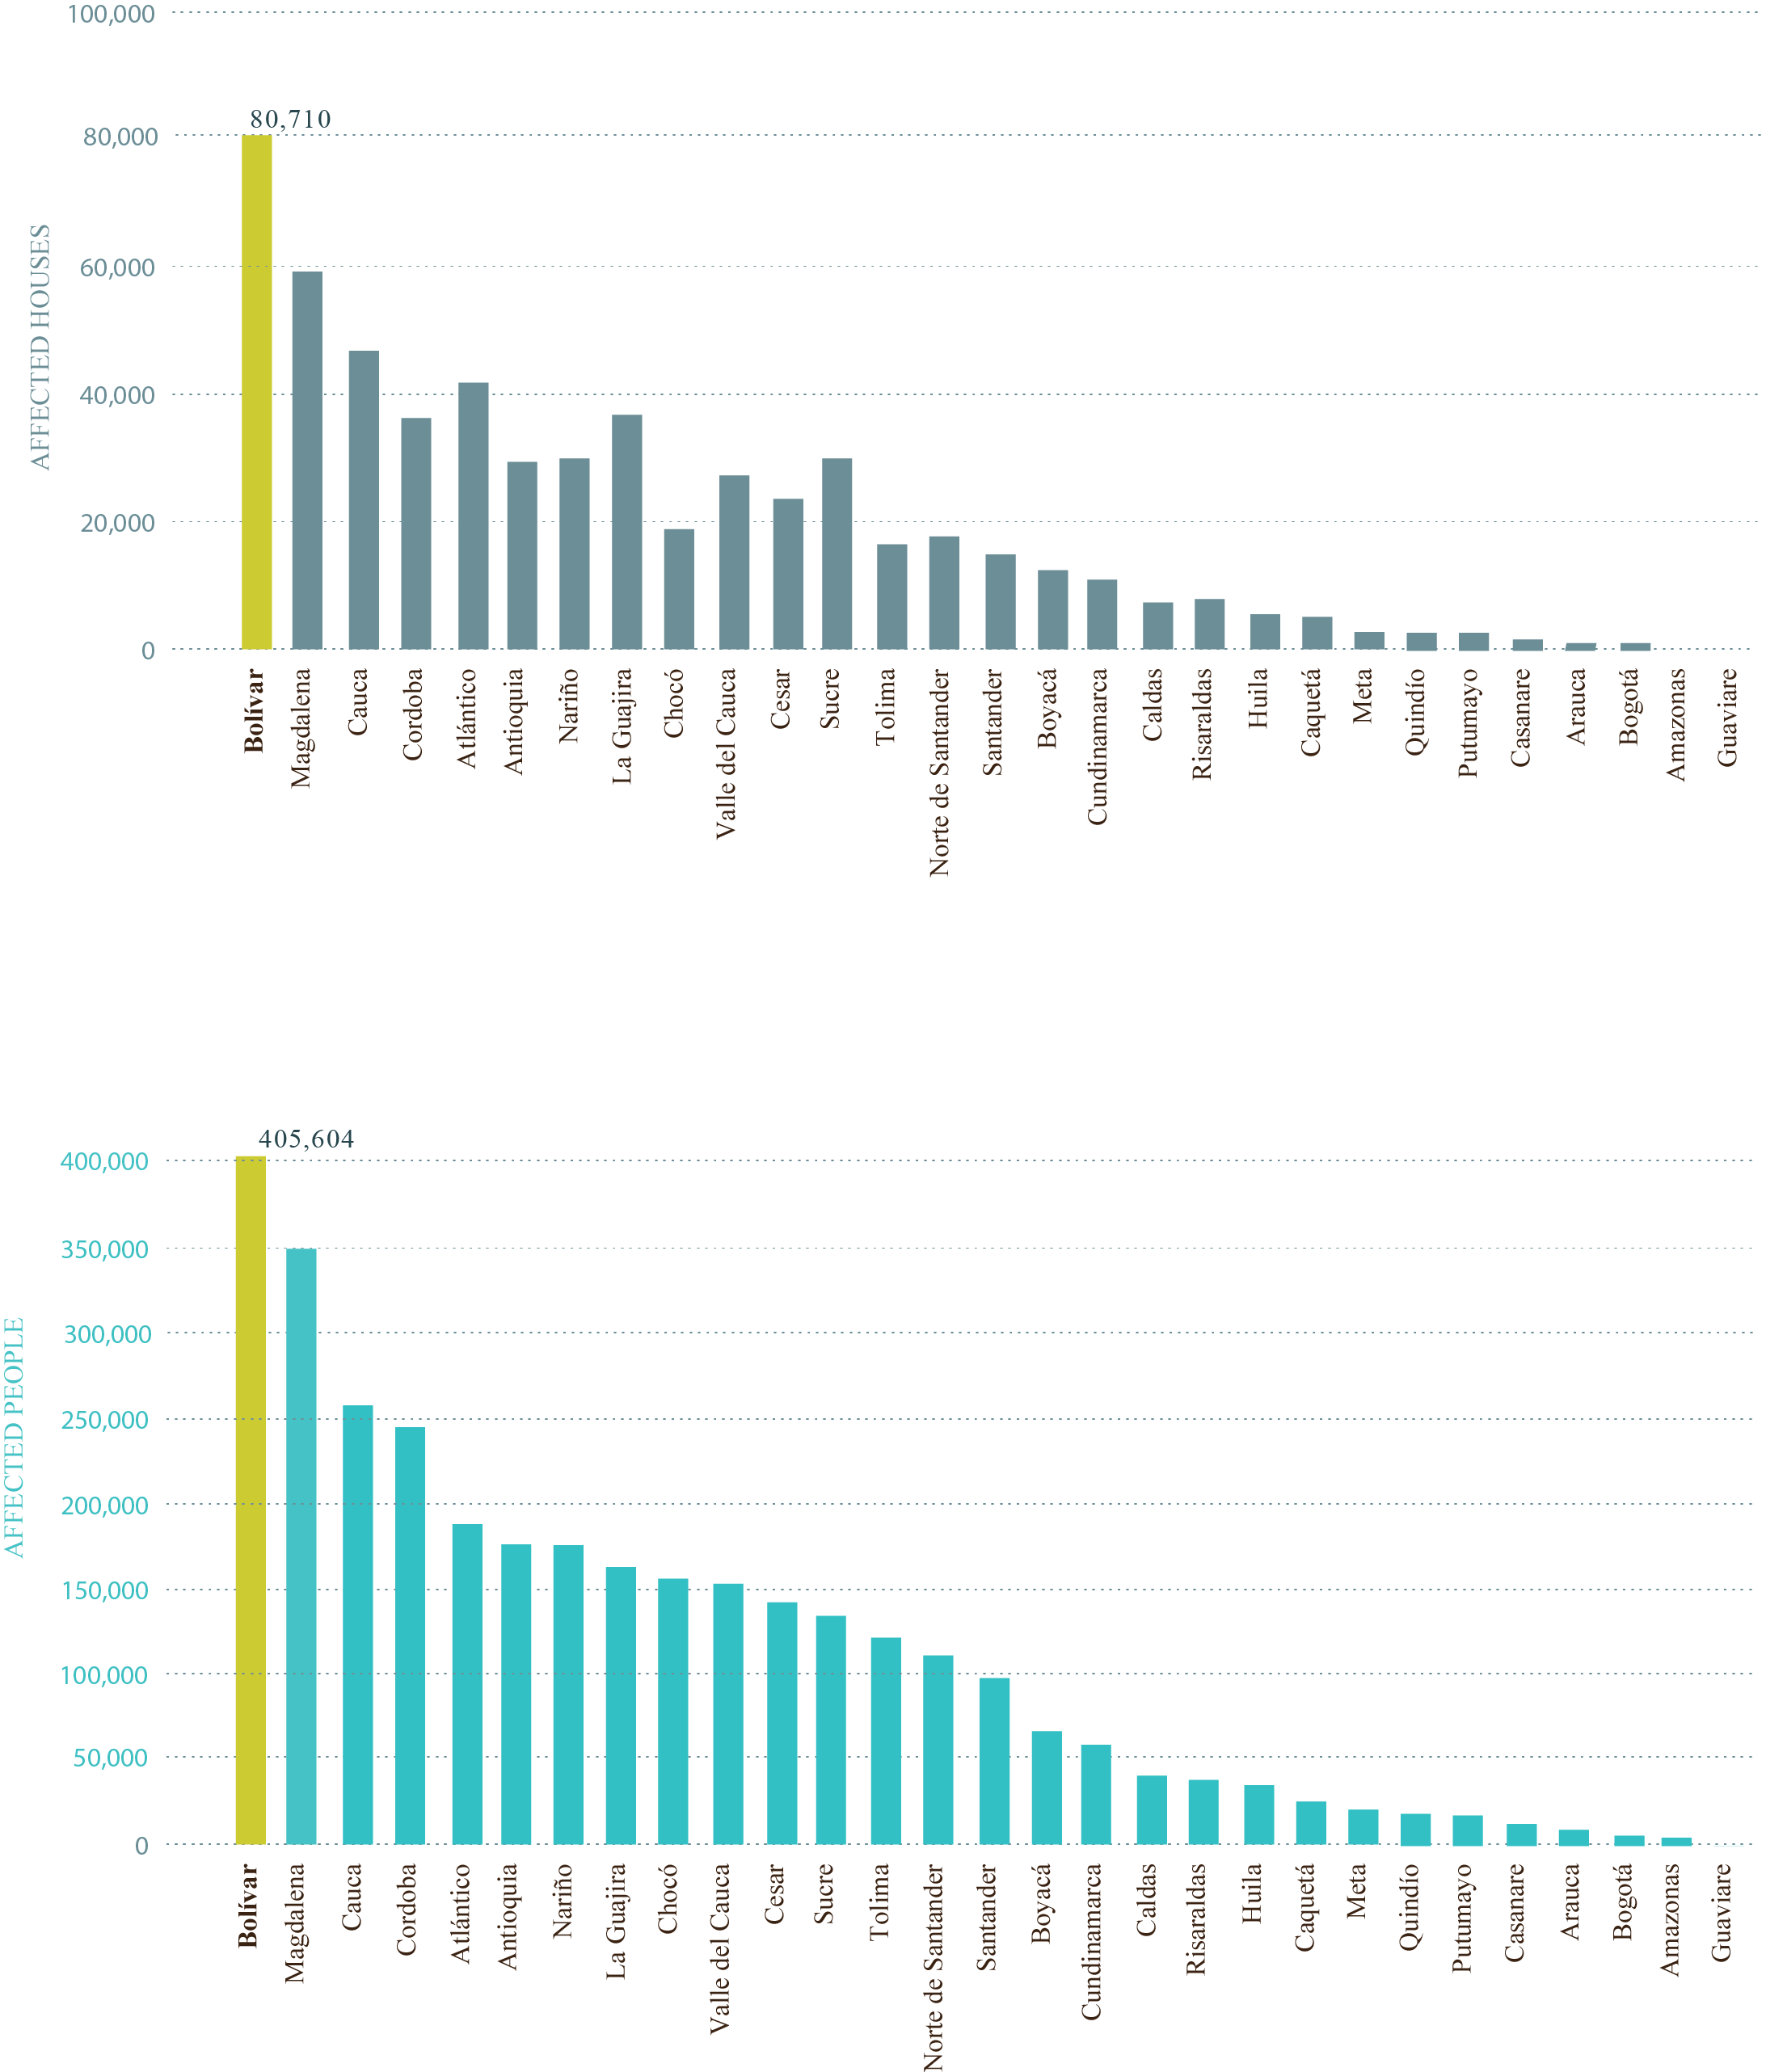 100,000
80,710
80,000
60,000
40,000
20,000
0
AFFECTED HOUSES
Bolívar
Magdalena
Cauca
Cordoba
Atlántico
Antioquia
Nariño
La Guajira
Chocó
Valle del Cauca
Cesar
Sucre
Tolima
Norte de Santander
Santander
Boyacá
Cundinamarca
Caldas
Risaraldas
Huila
Caquetá
Meta
Quindío
Putumayo
Casanare
Arauca
Bogotá
Amazonas
Guaviare
405,604
400,000
350,000
300,000
250,000
200,000
150,000
100,000
50,000
0
AFFECTED PEOPLE
Bolívar
Magdalena
Cauca
Cordoba
Atlántico
Antioquia
Nariño
La Guajira
Chocó
Valle del Cauca
Cesar
Sucre
Tolima
Norte de Santander
Santander
Boyacá
Cundinamarca
Caldas
Risaraldas
Huila
Caquetá
Meta
Quindío
Putumayo
Casanare
Arauca
Bogotá
Amazonas
Guaviare